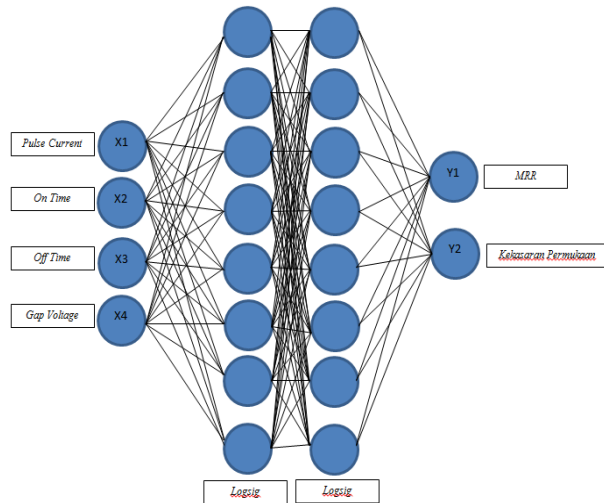 Pulse Current
X1
On Time
X2
Off Time
X3
Gap Voltage
X4
Y1
MRR
Y2
Kekasaran Permukaan
Logsig
Logsig